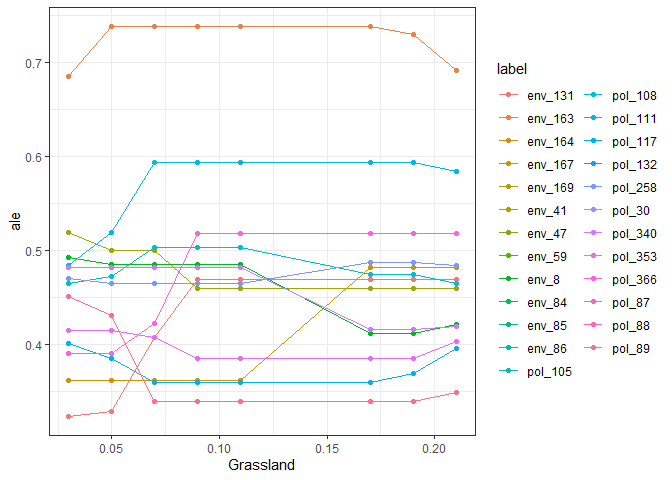 0.7
0.6
0.5
0.4
ale
0.05
0.10
0.15
0.20
Grassland
label
env_131
env_163
env_164
env_167
env_169
env_41
env_47
env_59
env_8
env_84
env_85
env_86
pol_105
pol_108
pol_111
pol_117
pol_132
pol_258
pol_30
pol_340
pol_353
pol_366
pol_87
pol_88
pol_89